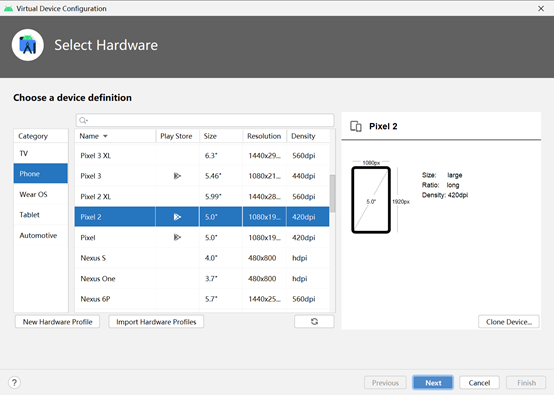 Virtual Device Configuration
Select Hardware
Choose a device definition
Category
TV
Phone
Wear OS
Tablet
Automotive
Name Play Store Size Resolution Density
Pixel 3 XL 6.3" 1440x29... 560dpi
Pixel 3 5.46" 1080x21... 440dpi
Pixel 2 XL 5.99" 1440x28... 560dpi
Pixel 2 5.0" 1080x19... 420dpi
Pixel 5.0" 1080x19... 420dpi
Nexus S 4.0" 480x800 hdpi
Nexus One 3.7" 480x800 hdpi
Nexus 6P 5.7" 1440x25... 560dpi
New Hardware Profile Import Hardware Profiles
Pixel 2
1080px
5.0"
1920px
Size: large
Ratio: long
Density: 420dpi
Clone Device...
? Previous Next Cancel Finish